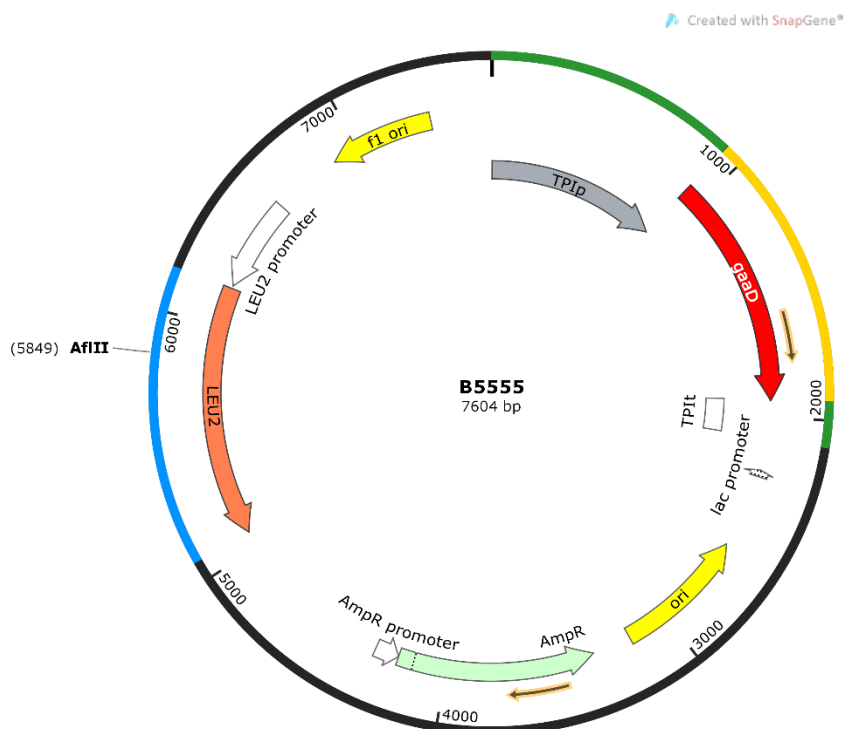 Created with SnapGene®
7000
f1 ori
TPIp
1000
gaaD
LEU2 promoter
6000
(5849) AflII
LEU2
B5555
7604 bp
TPIt
2000
lac promoter
5000
ori
AmpR promoter
AmpR
3000
4000